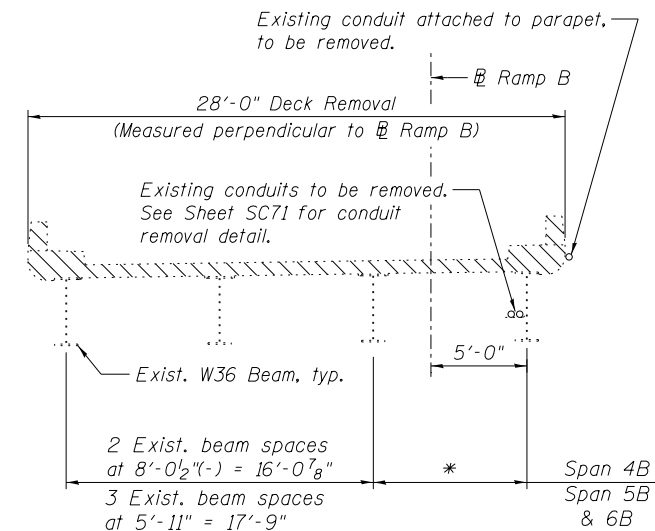 Existing conduit attached to parapet,
to be removed.
℄ Ramp B
28'-0" Deck Removal
(Measured perpendicular to ℄ Ramp B)
Existing conduits to be removed.
See Sheet SC71 for conduit
removal detail.
5'-0"
Exist. W36 Beam, typ.
2 Exist. beam spaces
at 8'-0½"(-) = 16'-0⅞"
*
Span 4B
3 Exist. beam spaces
at 5'-11" = 17'-9"
Span 5B
& 6B